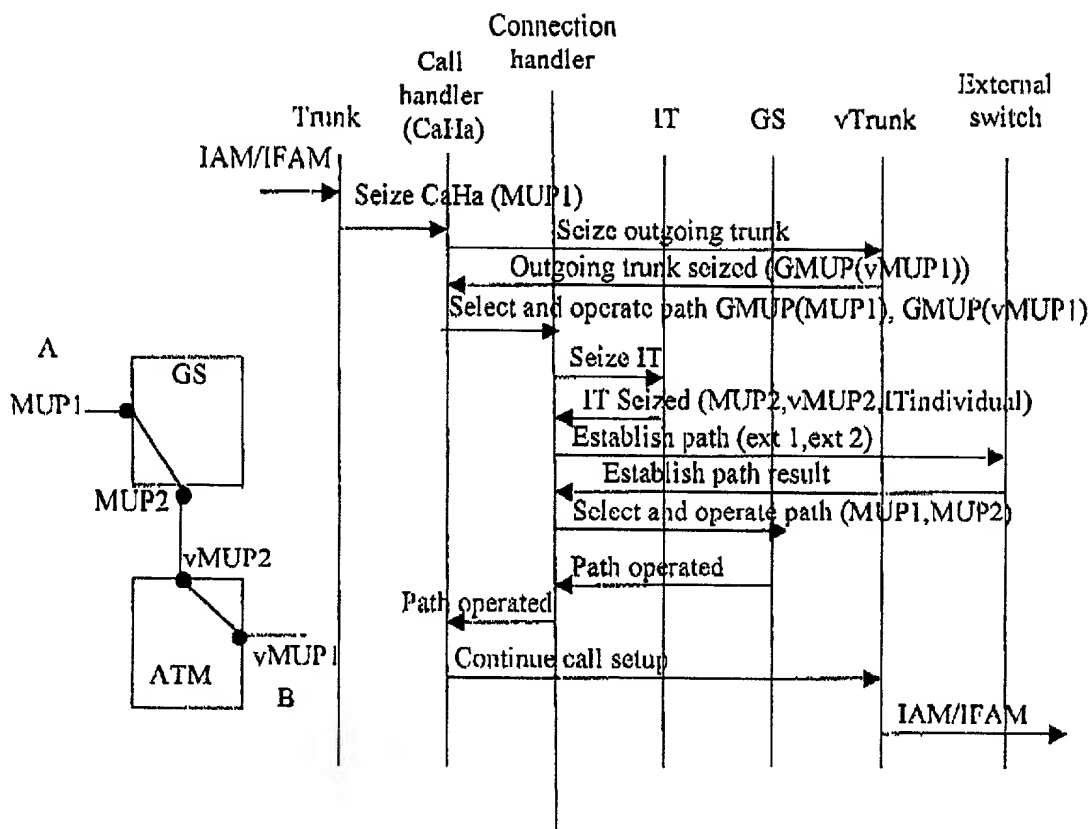 Connection
handler
Call
handler
(CaHa)
External
switch
Trunk
IT
GS
vTrunk
IAM/IFAM
Seize CaHa (MUP1)
Seize outgoing trunk
Outgoing trunk seized (GMUP(vMUP1))
Select and operate path GMUP(MUP1), GMUP(vMUP1)
A
GS
Seize IT
MUP1
IT Seized (MUP2,vMUP2,ITindividual)
Establish path (ext 1,ext 2)
Establish path result
MUP2
Select and operate path (MUP1,MUP2)
vMUP2
Path operated
Path operated
vMUP1
Continue call setup
ATM
B
IAM/IFAM